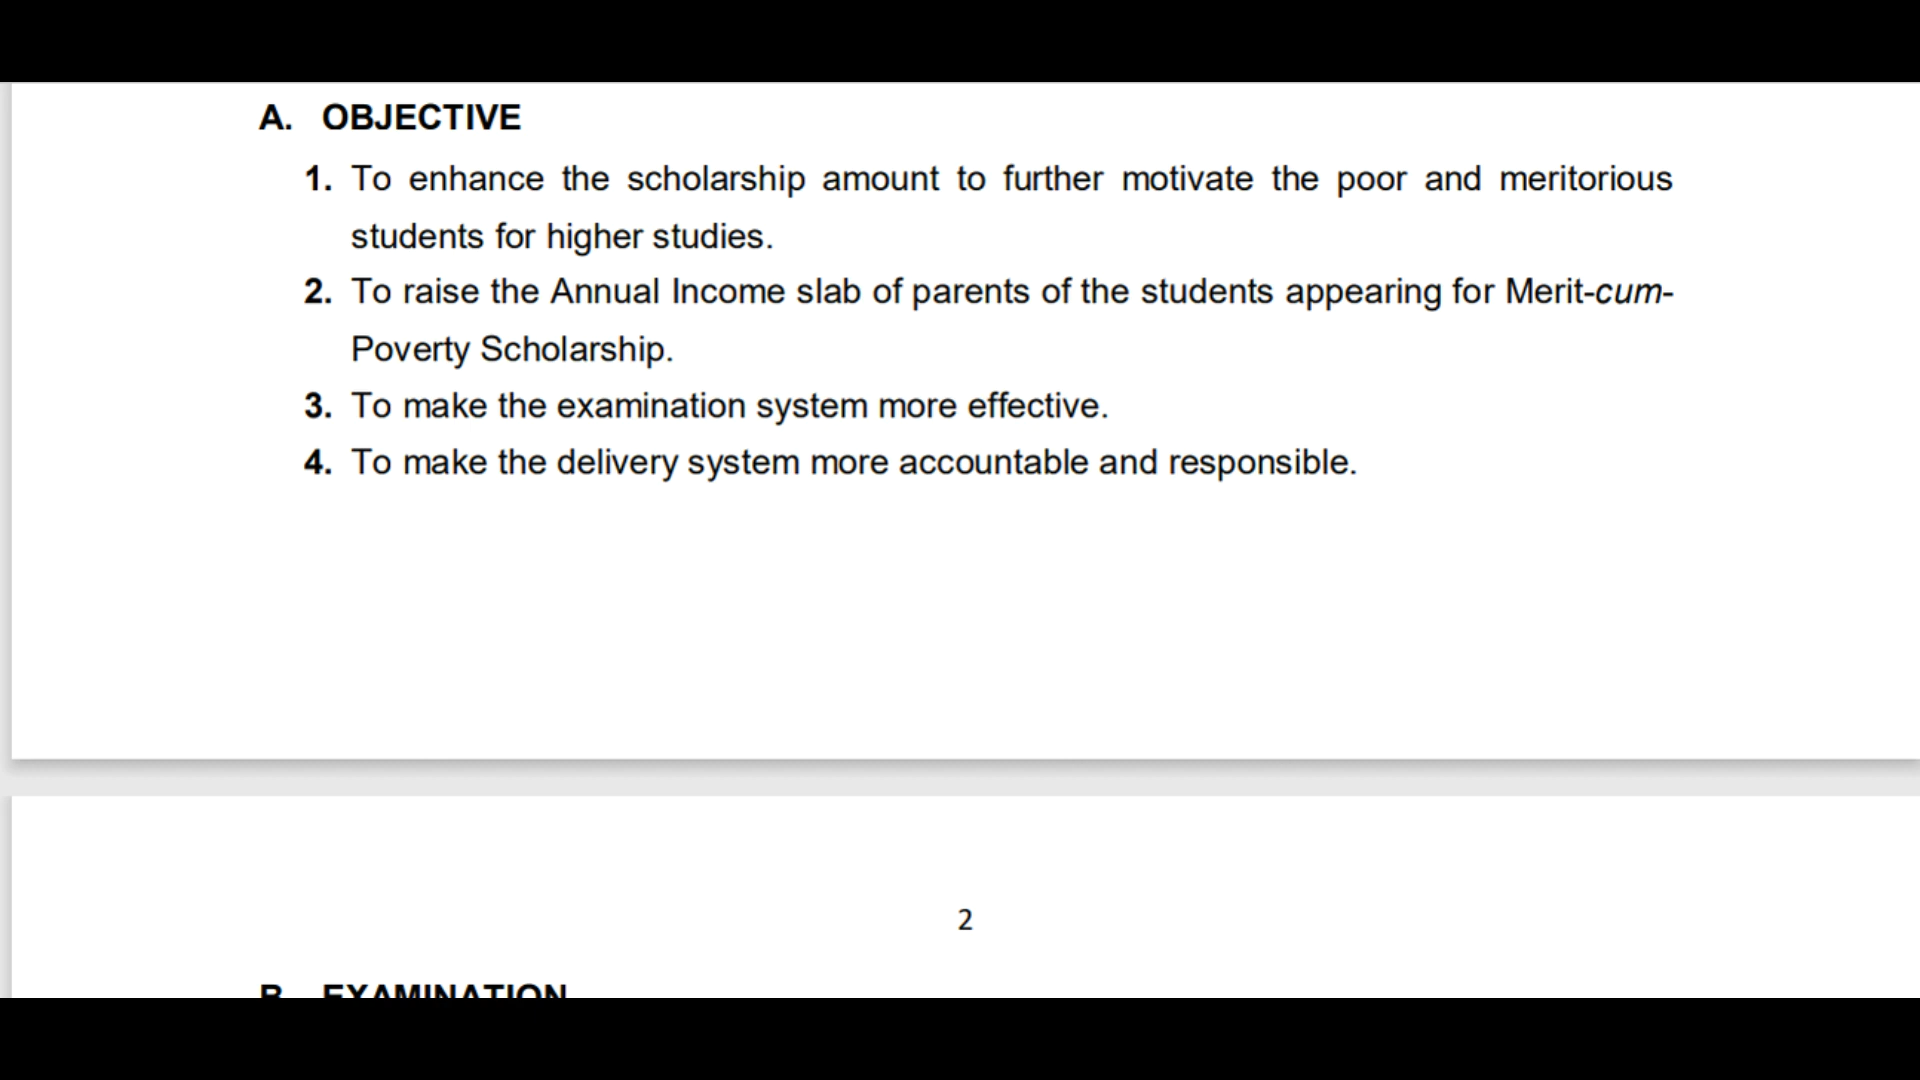 A. OBJECTIVE
1. To enhance the scholarship amount to further motivate the poor and meritorious
students for higher studies.
2. To raise the Annual Income slab of parents of the students appearing for Merit-cum-
Poverty Scholarship.
3. To make the examination system more effective.
4. To make the delivery system more accountable and responsible.
2
B. EXAMINATION